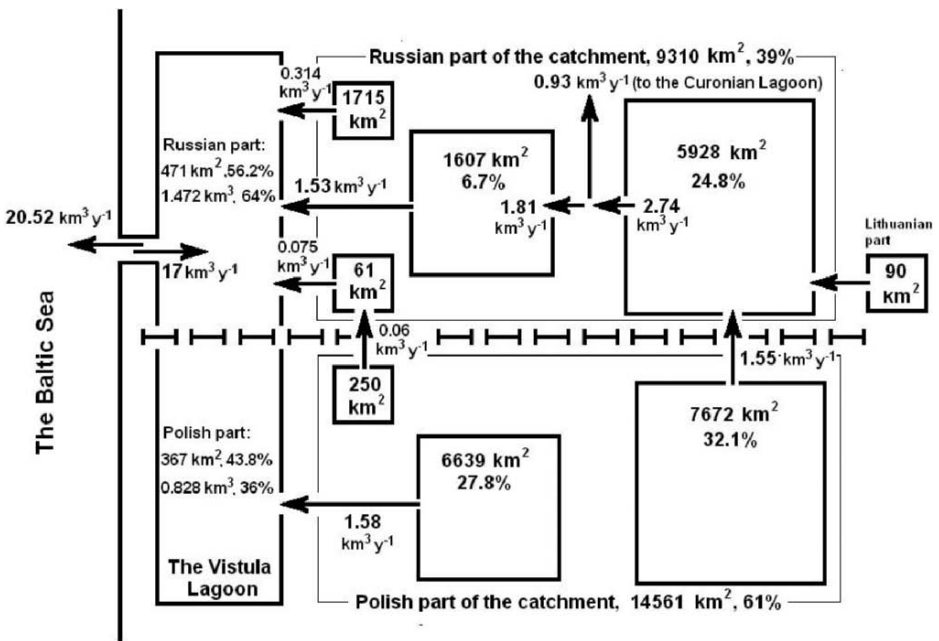 Russian part of the catchment, 9310 km², 39%
0.314
km³ y⁻¹
0.93 km³ y⁻¹ (to the Curonian Lagoon)
1715
km²
Russian part:
471 km², 56.2%
1.472 km³, 64%
1607 km²
6.7%
5928 km²
24.8%
1.53 km³ y⁻¹
1.81
km³ y⁻¹
2.74
km³ y⁻¹
20.52 km³ y⁻¹
17 km³ y⁻¹
0.075
km³ y⁻¹
61
km²
Lithuanian
part
90
km²
0.06
km³ y⁻¹
1.55 km³ y⁻¹
The Baltic Sea
250
km²
7672 km²
32.1%
Polish part:
367 km², 43.8%
0.828 km³, 36%
6639 km²
27.8%
1.58
km³ y⁻¹
The Vistula
Lagoon
Polish part of the catchment, 14561 km², 61%